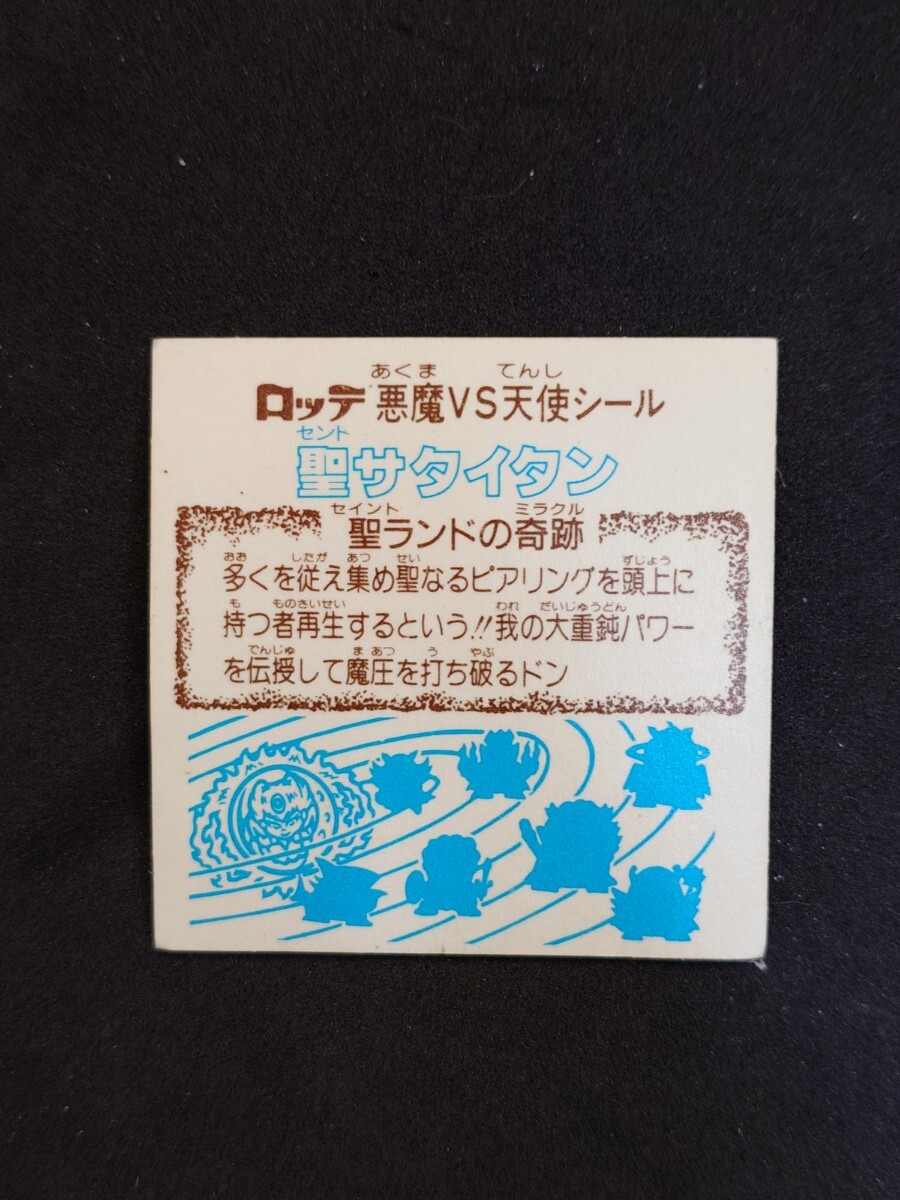 あくま てんし
ロッテ 悪魔VS天使シール
セント
聖サタイタン
セイント ミラクル
聖ランドの奇跡
おお したが あつ せい ずじょう
多くを従え集め聖なるピアリングを頭上に
も ものさいせい われ だいじゅうどん
持つ者再生するという!!我の大重鈍パワー
でんじゅ ま あつ う やぶ
を伝授して魔圧を打ち破るドン